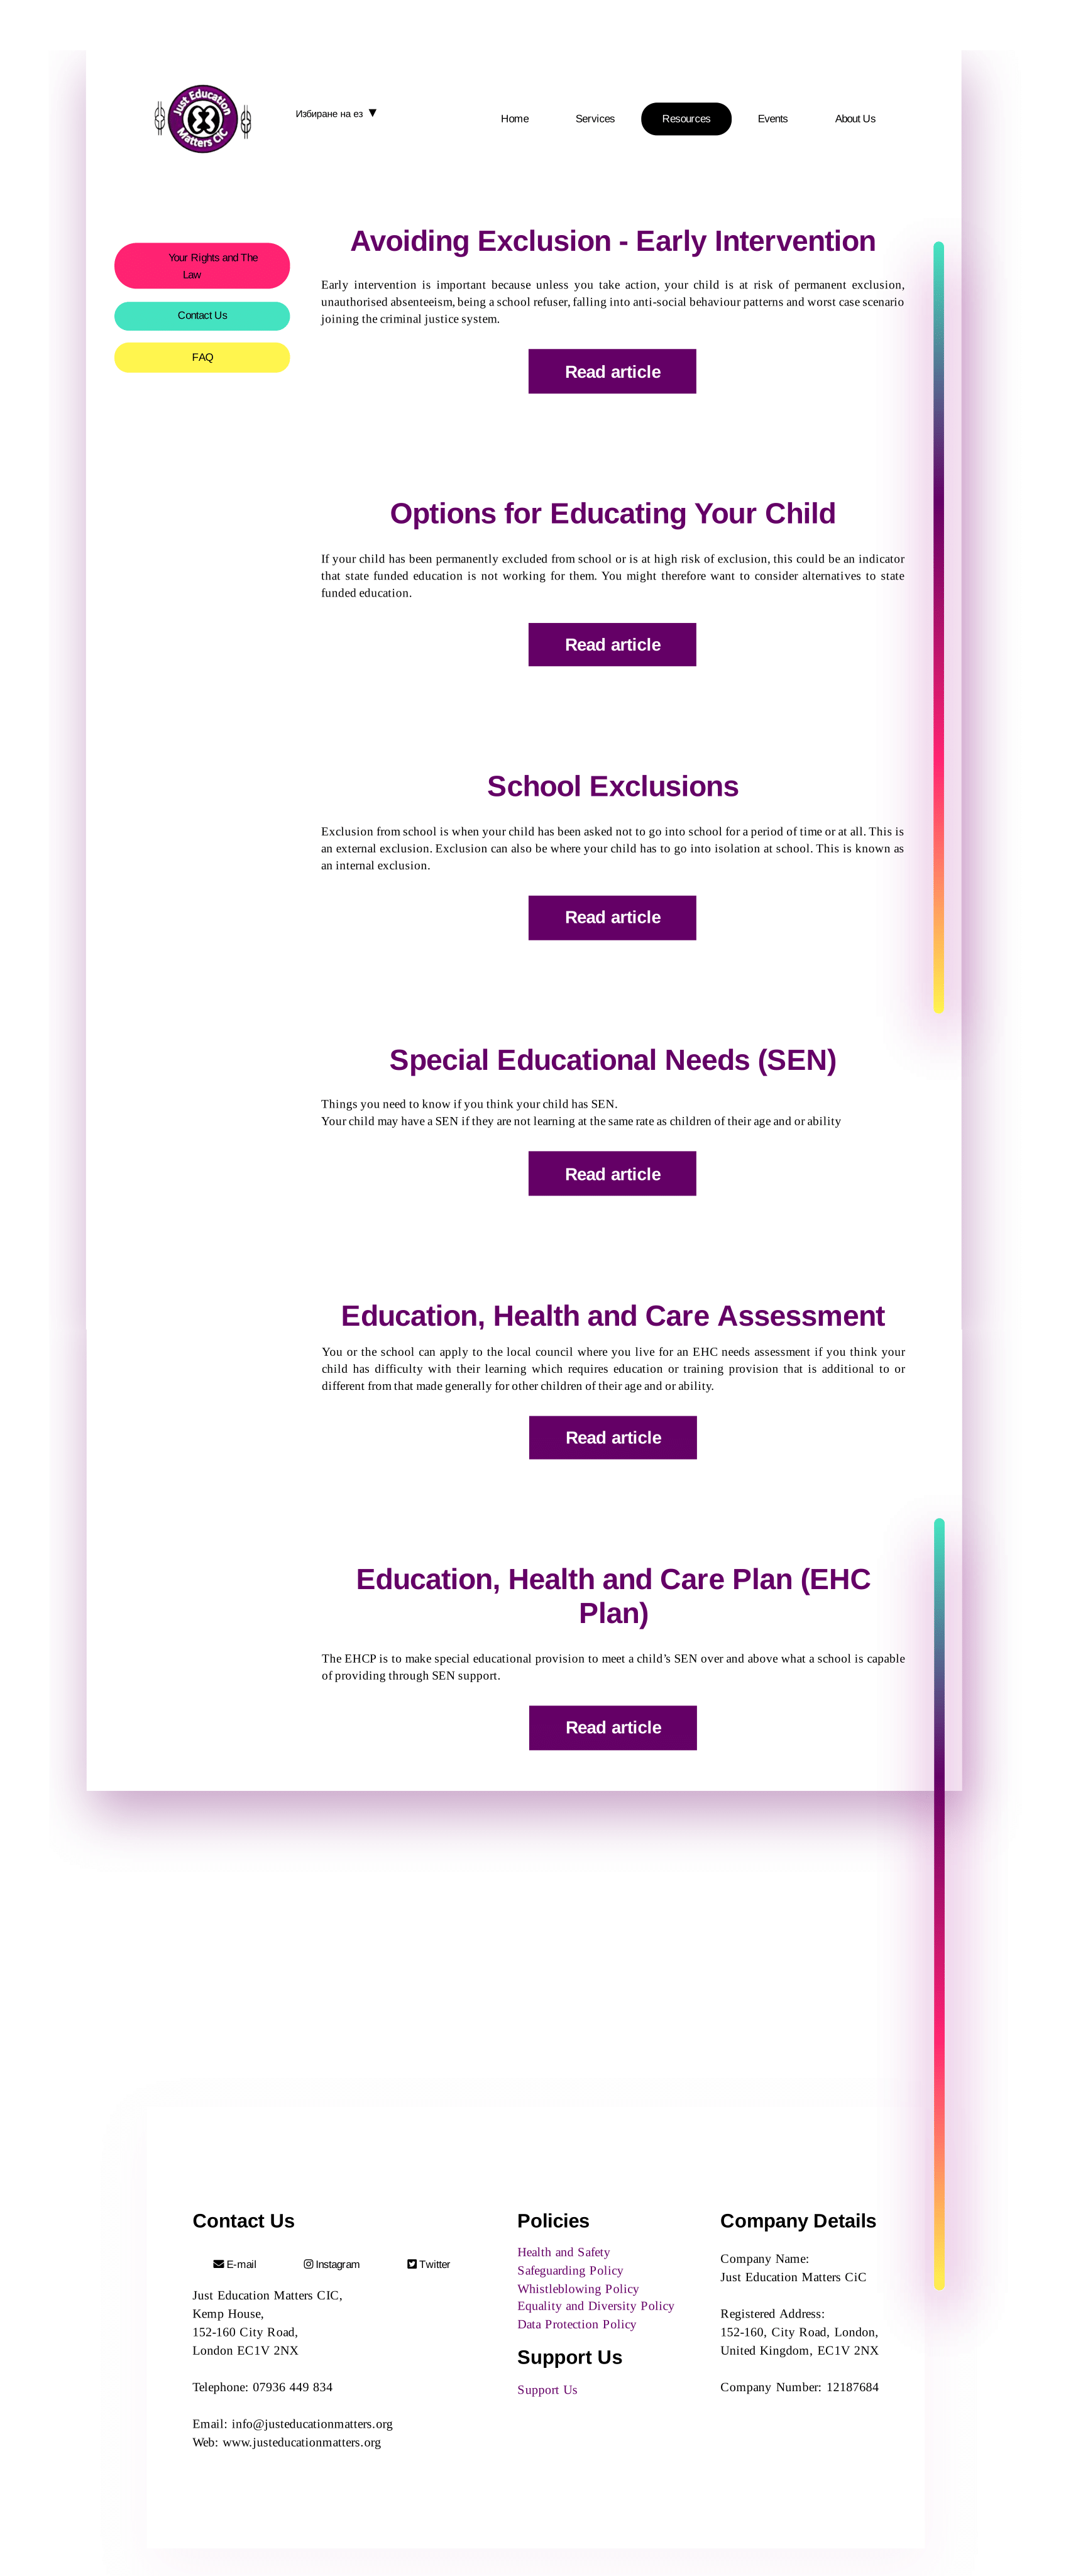 Just Education
Matters CIC
Избиране на ез ▼
Home
Services
Resources
Events
About Us
Your Rights and The
Law
Contact Us
FAQ
Avoiding Exclusion - Early Intervention
Early intervention is important because unless you take action, your child is at risk of permanent exclusion,
unauthorised absenteeism, being a school refuser, falling into anti-social behaviour patterns and worst case scenario
joining the criminal justice system.
Read article
Options for Educating Your Child
If your child has been permanently excluded from school or is at high risk of exclusion, this could be an indicator
that state funded education is not working for them. You might therefore want to consider alternatives to state
funded education.
Read article
School Exclusions
Exclusion from school is when your child has been asked not to go into school for a period of time or at all. This is
an external exclusion. Exclusion can also be where your child has to go into isolation at school. This is known as
an internal exclusion.
Read article
Special Educational Needs (SEN)
Things you need to know if you think your child has SEN.
Your child may have a SEN if they are not learning at the same rate as children of their age and or ability
Read article
Education, Health and Care Assessment
You or the school can apply to the local council where you live for an EHC needs assessment if you think your
child has difficulty with their learning which requires education or training provision that is additional to or
different from that made generally for other children of their age and or ability.
Read article
Education, Health and Care Plan (EHC
Plan)
The EHCP is to make special educational provision to meet a child’s SEN over and above what a school is capable
of providing through SEN support.
Read article
Contact Us
E-mail
Instagram
Twitter
Just Education Matters CIC,
Kemp House,
152-160 City Road,
London EC1V 2NX
Telephone: 07936 449 834
Email: info@justeducationmatters.org
Web: www.justeducationmatters.org
Policies
Health and Safety
Safeguarding Policy
Whistleblowing Policy
Equality and Diversity Policy
Data Protection Policy
Support Us
Support Us
Company Details
Company Name:
Just Education Matters CiC
Registered Address:
152-160, City Road, London,
United Kingdom, EC1V 2NX
Company Number: 12187684